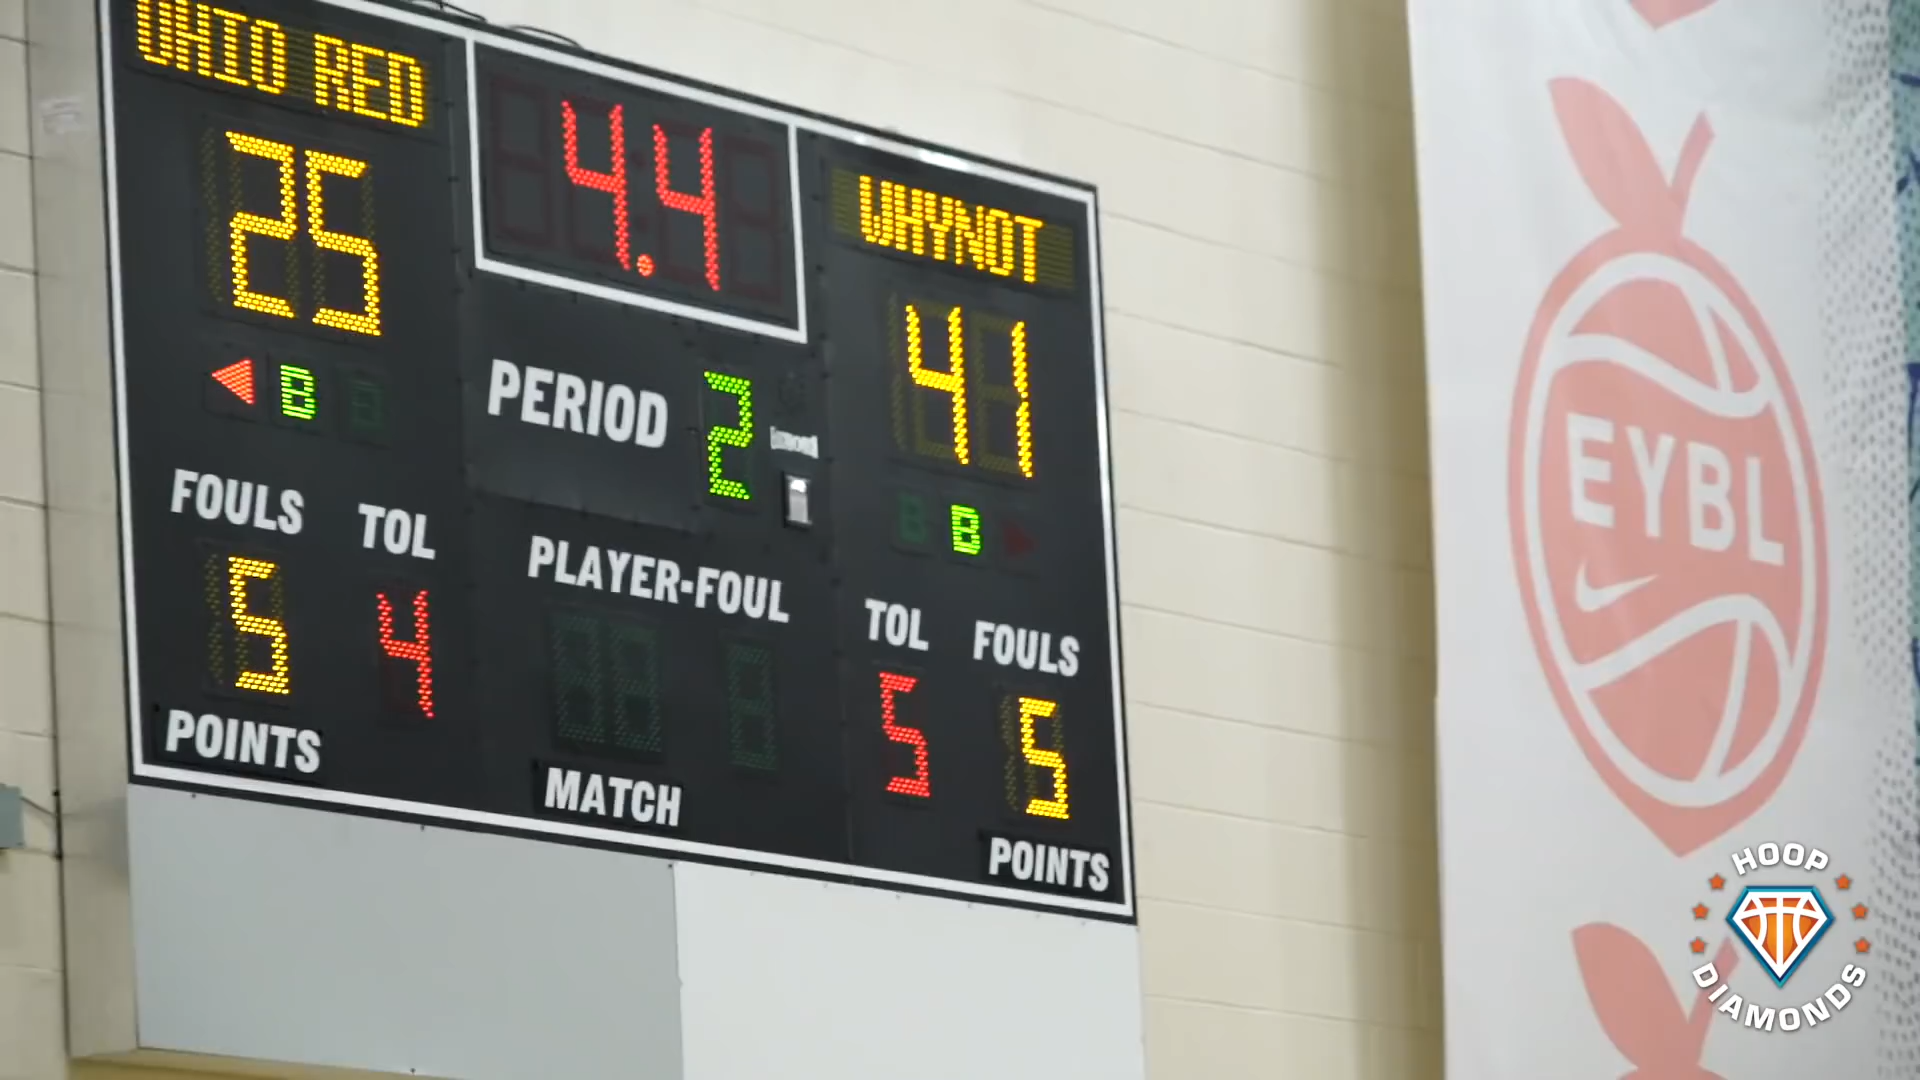 OHIO RED
4.4
WHYNOT
25
41
B
PERIOD 2
B
FOULS TOL
PLAYER-FOUL
TOL FOULS
5 4
5 5
POINTS
MATCH
POINTS
EYBL
HOOP
DIAMONDS